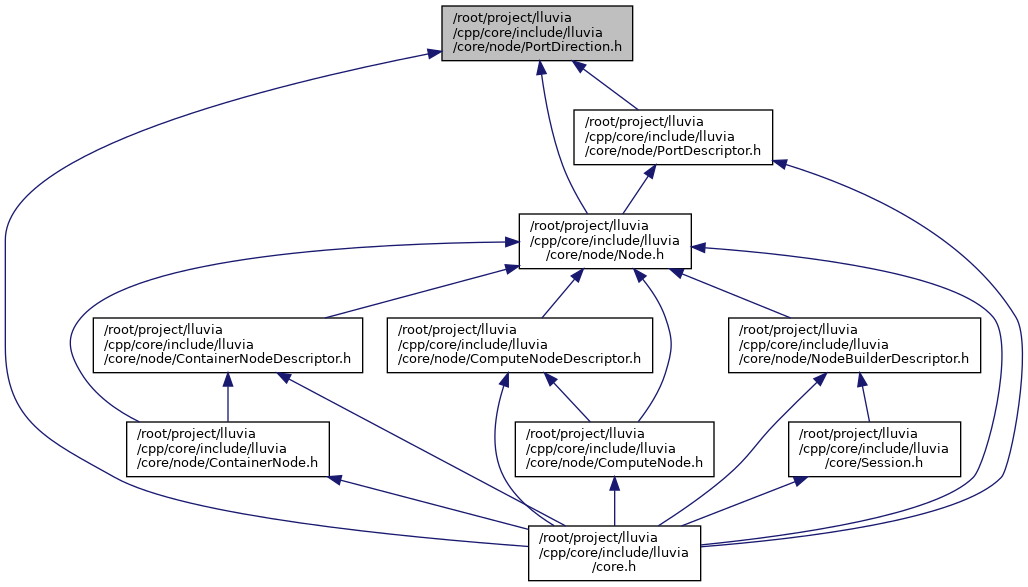 /root/project/lluvia
/cpp/core/include/lluvia
/core/node/PortDirection.h
/root/project/lluvia
/cpp/core/include/lluvia
/core/node/PortDescriptor.h
/root/project/lluvia
/cpp/core/include/lluvia
/core/node/Node.h
/root/project/lluvia
/cpp/core/include/lluvia
/core/node/ContainerNodeDescriptor.h
/root/project/lluvia
/cpp/core/include/lluvia
/core/node/ComputeNodeDescriptor.h
/root/project/lluvia
/cpp/core/include/lluvia
/core/node/NodeBuilderDescriptor.h
/root/project/lluvia
/cpp/core/include/lluvia
/core/node/ContainerNode.h
/root/project/lluvia
/cpp/core/include/lluvia
/core/node/ComputeNode.h
/root/project/lluvia
/cpp/core/include/lluvia
/core/Session.h
/root/project/lluvia
/cpp/core/include/lluvia
/core.h